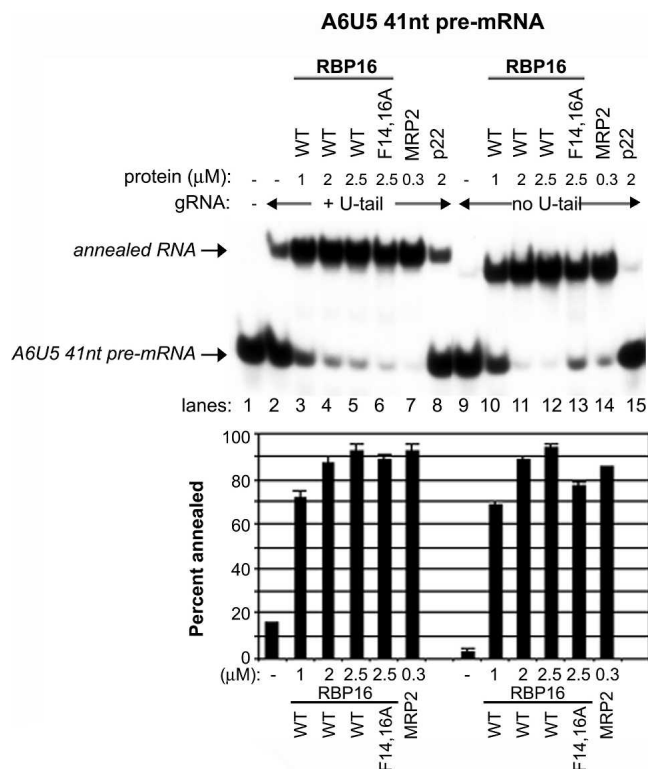 A6U5 41nt pre-mRNA
RBP16 RBP16
WT WT WT F14,16A MRP2 p22 WT WT WT F14,16A MRP2 p22
protein (μM): - - 1 2 2.5 2.5 0.3 2 - 1 2 2.5 2.5 0.3 2
gRNA: - + U-tail no U-tail
annealed RNA
A6U5 41nt pre-mRNA
lanes: 1 2 3 4 5 6 7 8 9 10 11 12 13 14 15
Percent annealed
100
80
60
40
20
0
(μM): - 1 2 2.5 2.5 0.3 - 1 2 2.5 2.5 0.3
RBP16 RBP16
WT WT WT F14,16A MRP2 WT WT WT F14,16A MRP2